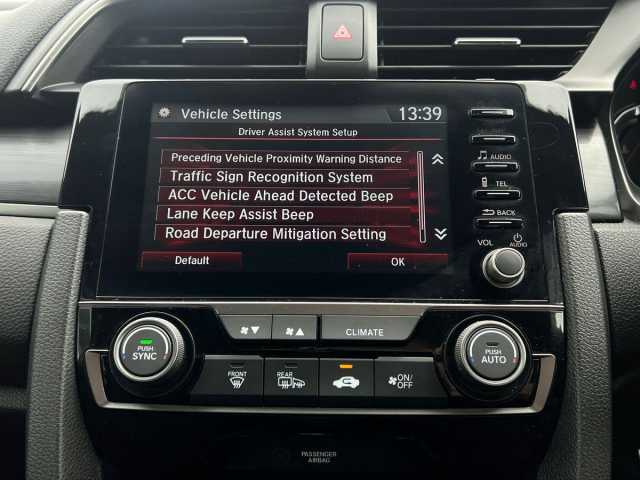 Vehicle Settings 13:39
Driver Assist System Setup
Preceding Vehicle Proximity Warning Distance
Traffic Sign Recognition System
ACC Vehicle Ahead Detected Beep
Lane Keep Assist Beep
Road Departure Mitigation Setting
Default OK
AUDIO
TEL
BACK
VOL AUDIO
PUSH
SYNC
CLIMATE
PUSH
AUTO
FRONT
REAR
ON/
OFF
PASSENGER
AIRBAG